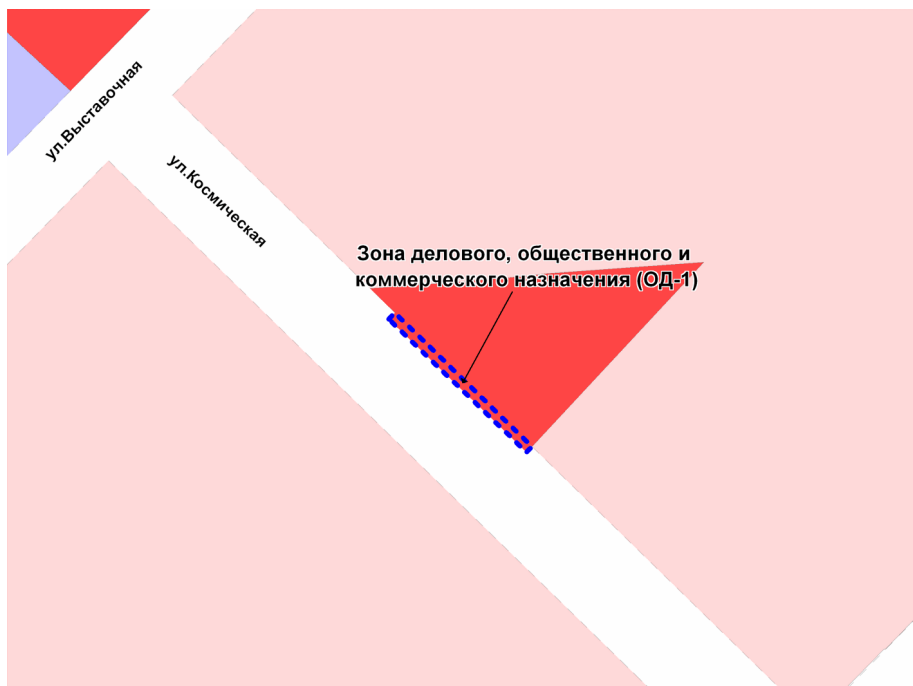 ул.Выставочная
ул.Космическая
Зона делового, общественного и
коммерческого назначения (ОД-1)